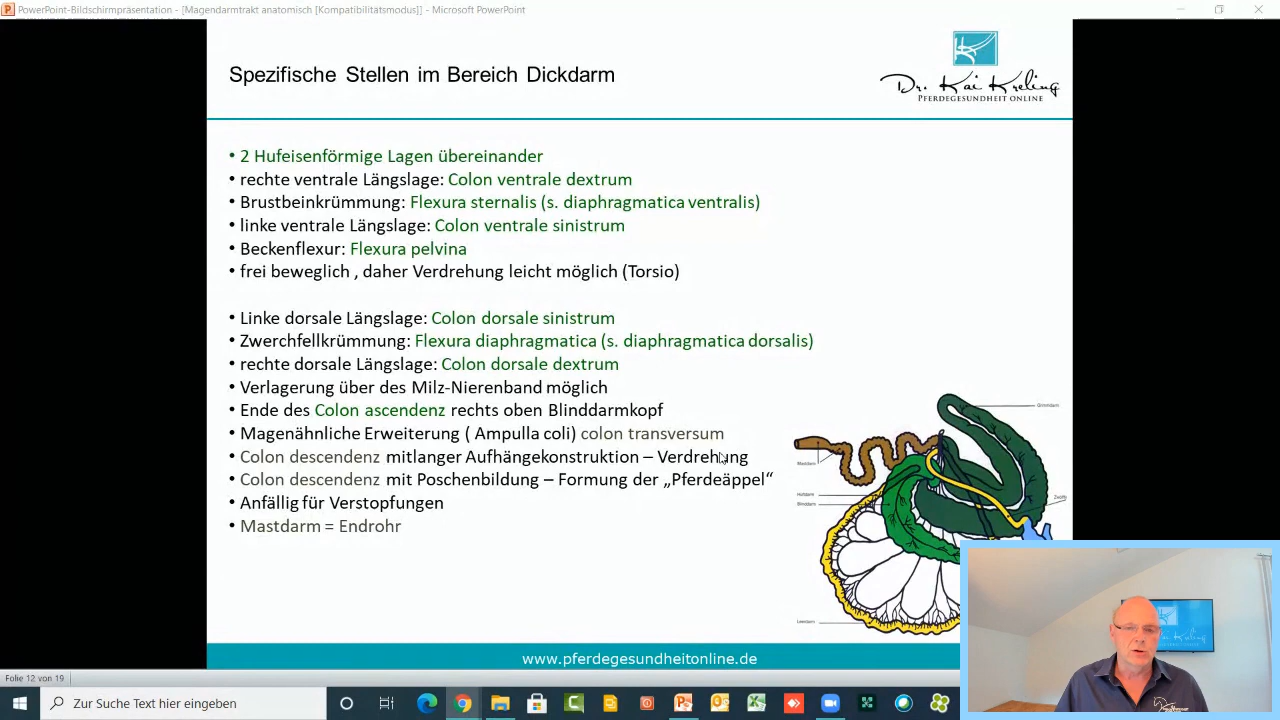 PowerPoint-Bildschirmpräsentation - [Magendarmtrakt anatomisch [Kompatibilitätsmodus]] - Microsoft PowerPoint
Spezifische Stellen im Bereich Dickdarm
Dr. Kai Kreling
PFERDEGESUNDHEIT ONLINE
• 2 Hufeisenförmige Lagen übereinander
• rechte ventrale Längslage: Colon ventrale dextrum
• Brustbeinkrümmung: Flexura sternalis (s. diaphragmatica ventralis)
• linke ventrale Längslage: Colon ventrale sinistrum
• Beckenflexur: Flexura pelvina
• frei beweglich , daher Verdrehung leicht möglich (Torsio)
• Linke dorsale Längslage: Colon dorsale sinistrum
• Zwerchfellkrümmung: Flexura diaphragmatica (s. diaphragmatica dorsalis)
• rechte dorsale Längslage: Colon dorsale dextrum
• Verlagerung über des Milz-Nierenband möglich
• Ende des Colon ascendenz rechts oben Blinddarmkopf
• Magenähnliche Erweiterung ( Ampulla coli) colon transversum
• Colon descendenz mitlanger Aufhängekonstruktion – Verdrehung
• Colon descendenz mit Poschenbildung – Formung der „Pferdeäppel“
• Anfällig für Verstopfungen
• Mastdarm = Endrohr
Grimmdarm
Mastdarm
Hüftdarm
Blinddarm
Leerdarm
www.pferdegesundheitonline.de
Folie 12 von 19
Zur Suche Text hier eingeben